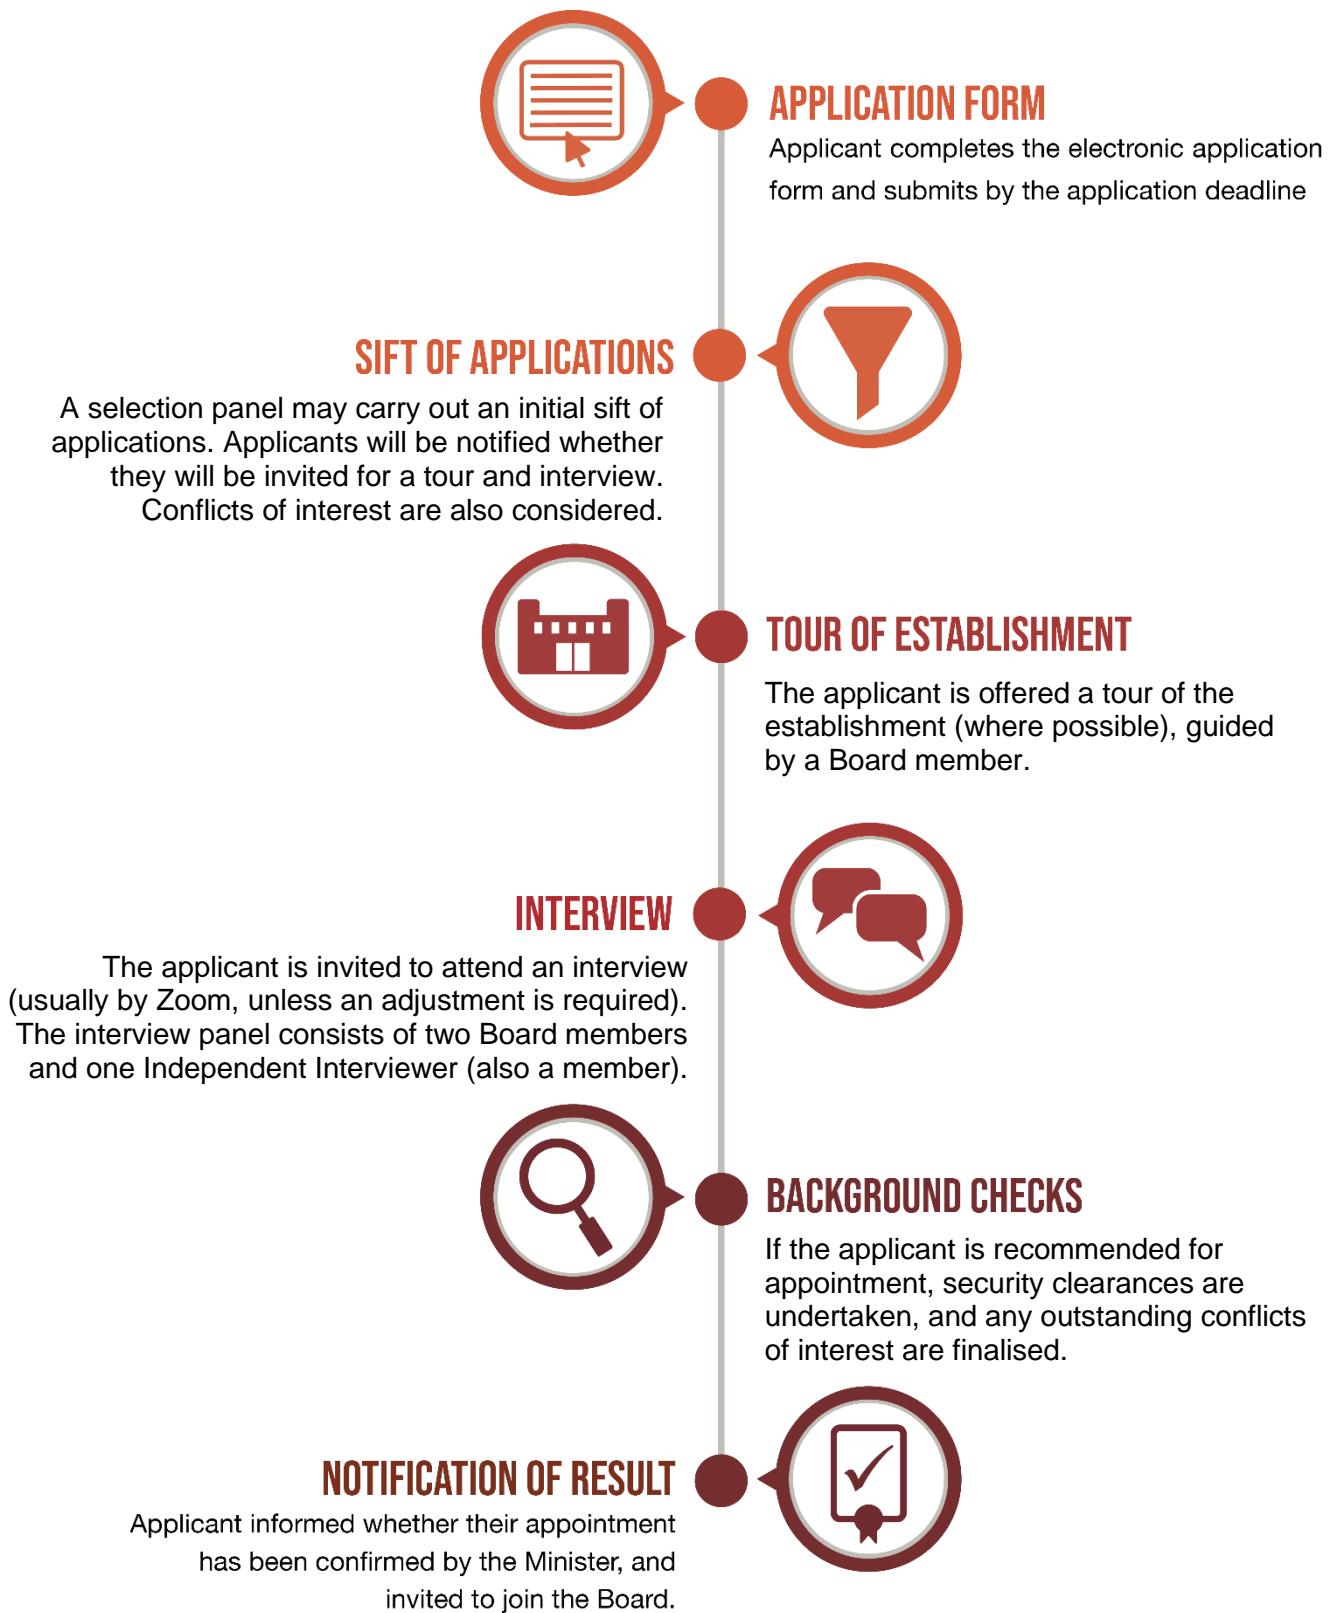 APPLICATION FORM
Applicant completes the electronic application
form and submits by the application deadline
SIFT OF APPLICATIONS
A selection panel may carry out an initial sift of
applications. Applicants will be notified whether
they will be invited for a tour and interview.
Conflicts of interest are also considered.
TOUR OF ESTABLISHMENT
The applicant is offered a tour of the
establishment (where possible), guided
by a Board member.
INTERVIEW
The applicant is invited to attend an interview
(usually by Zoom, unless an adjustment is required).
The interview panel consists of two Board members
and one Independent Interviewer (also a member).
BACKGROUND CHECKS
If the applicant is recommended for
appointment, security clearances are
undertaken, and any outstanding conflicts
of interest are finalised.
NOTIFICATION OF RESULT
Applicant informed whether their appointment
has been confirmed by the Minister, and
invited to join the Board.